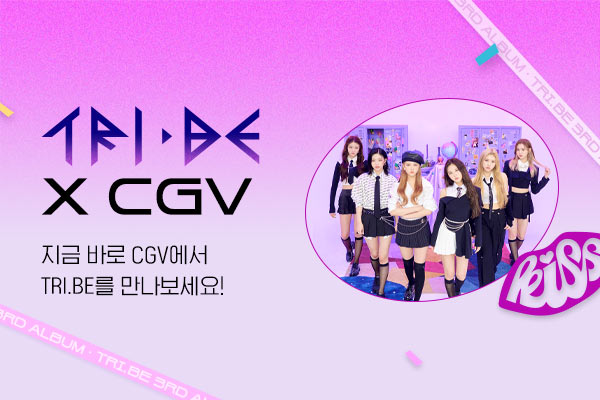 TRI.BE
X CGV
지금 바로 CGV에서
TRI.BE를 만나보세요!
3RD ALBUM · TRI.BE 3RD
kiss
3RD ALBUM · TRI.BE 3RD ALBUM